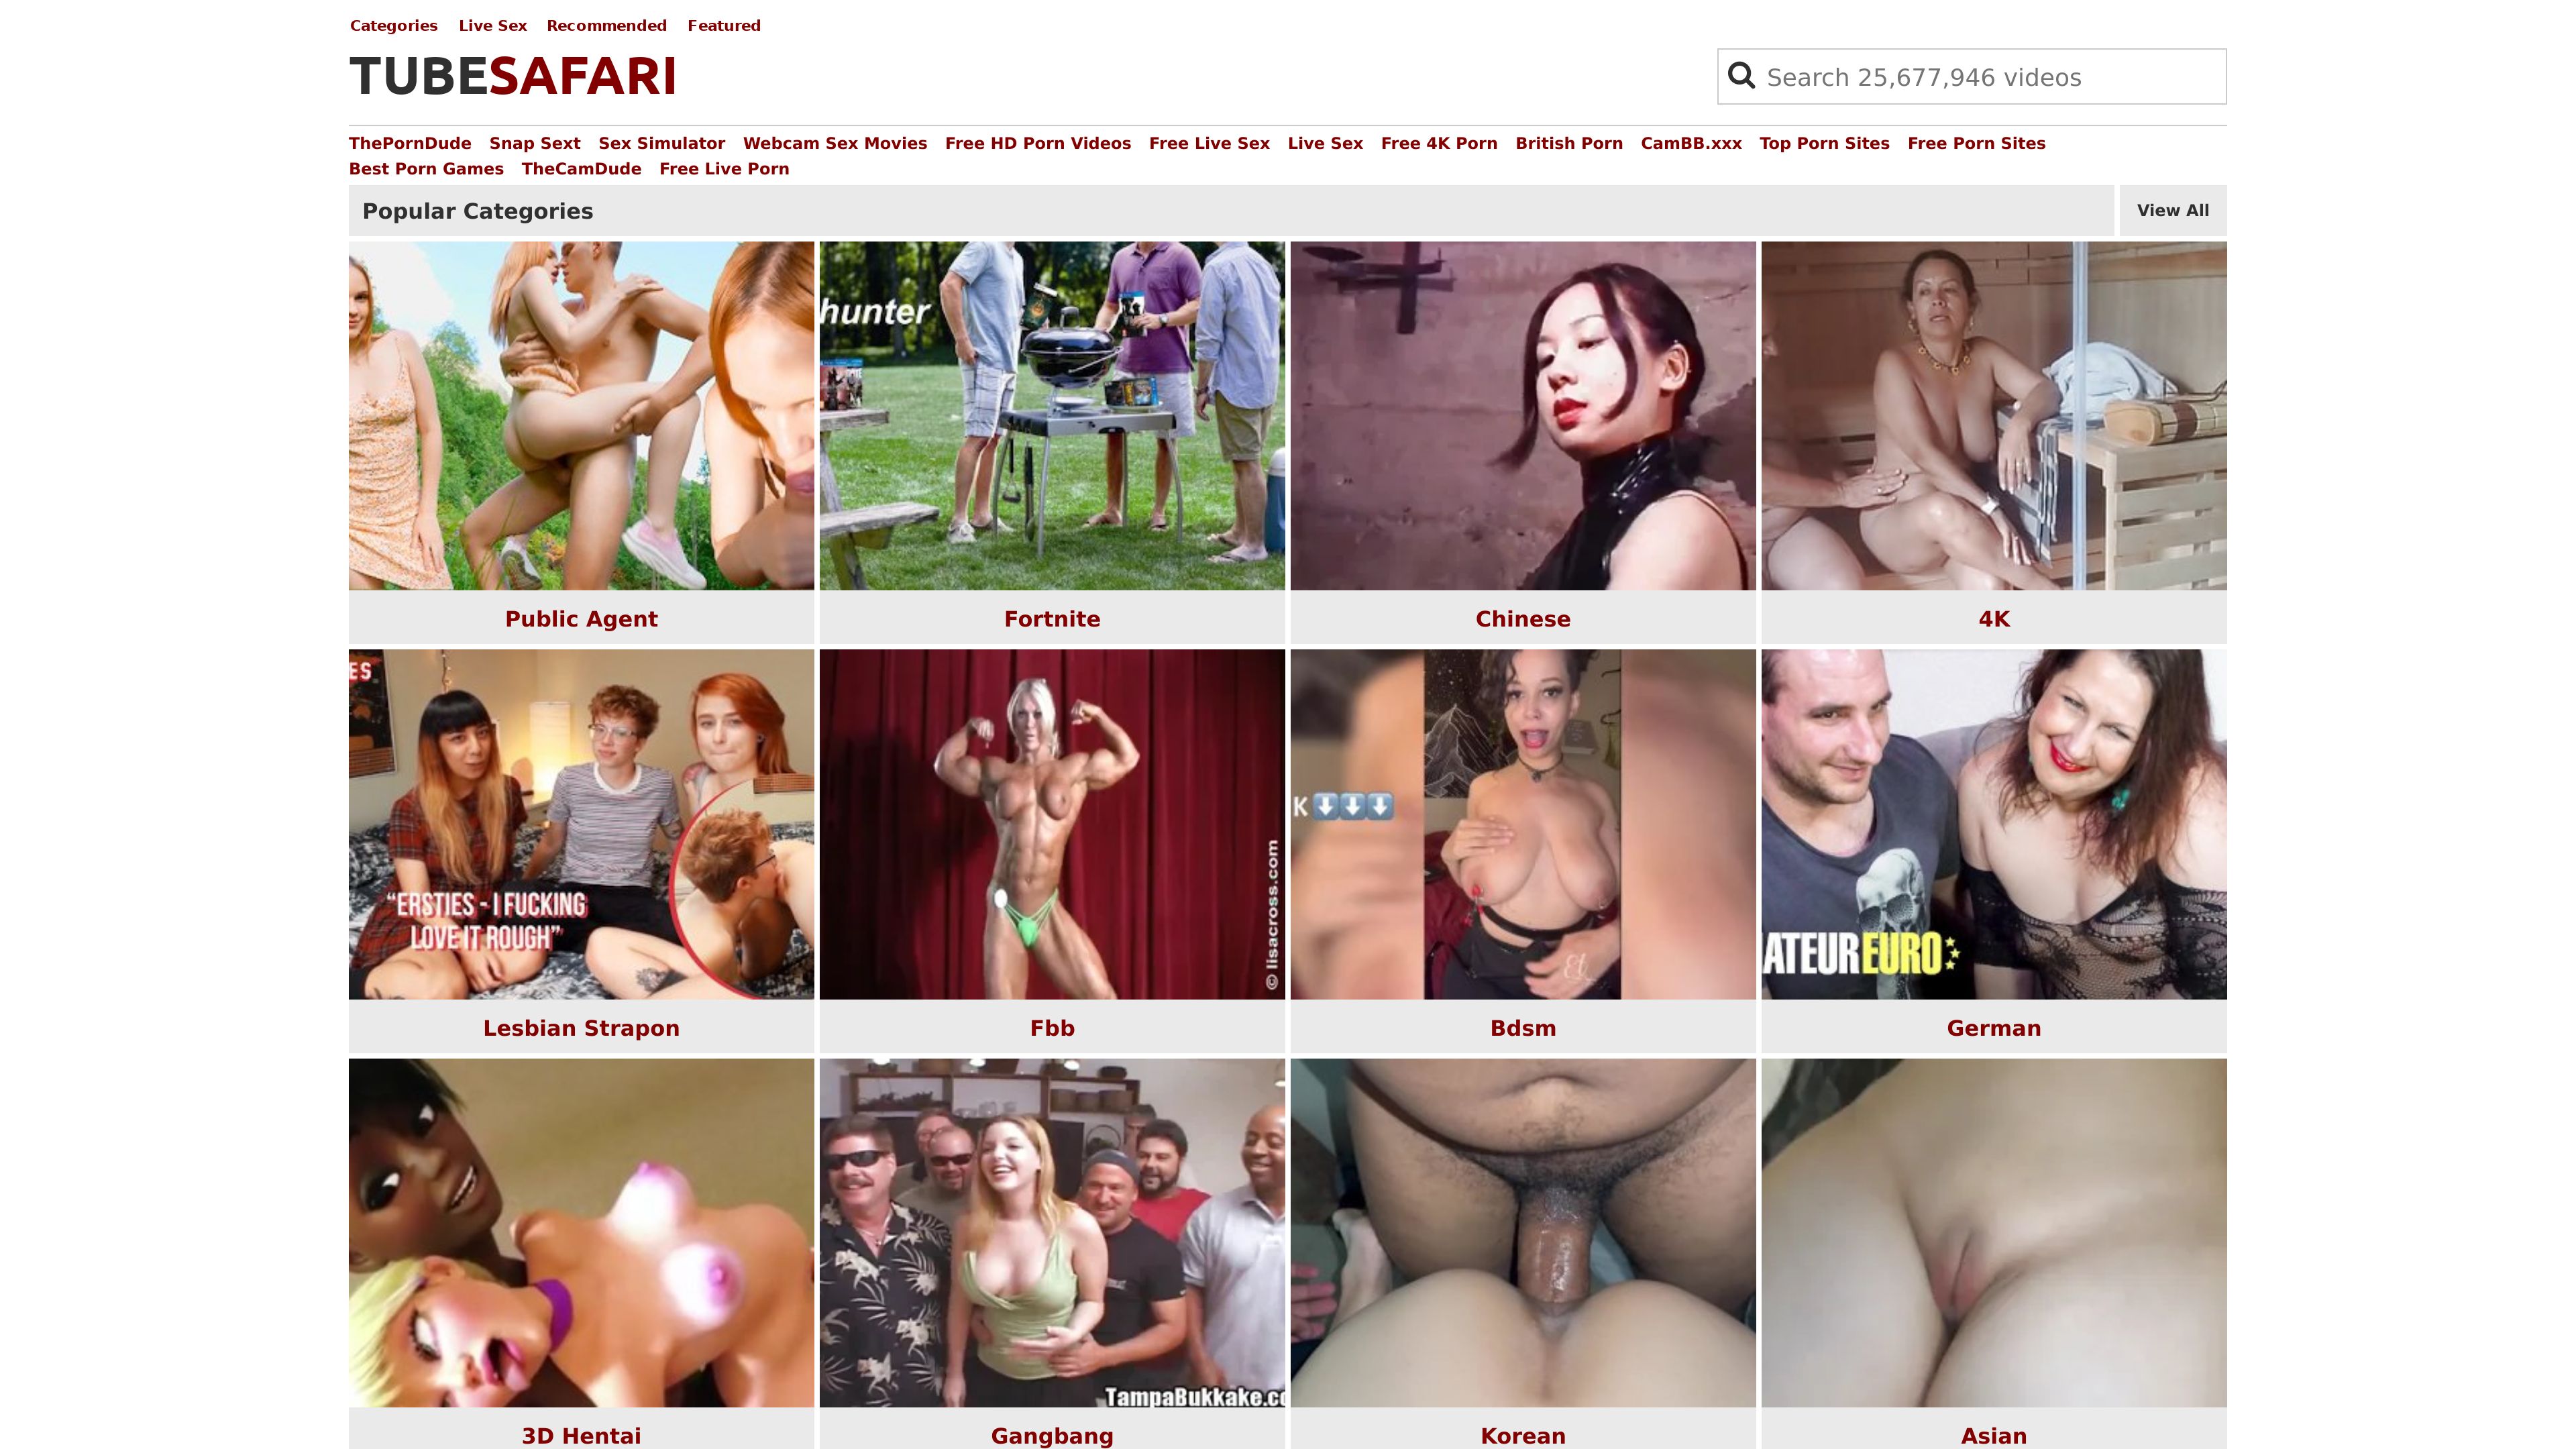 Categories Live Sex Recommended Featured
TUBESAFARI
Search 25,677,946 videos
ThePornDude Snap Sext Sex Simulator Webcam Sex Movies Free HD Porn Videos Free Live Sex Live Sex Free 4K Porn British Porn CamBB.xxx Top Porn Sites Free Porn Sites
Best Porn Games TheCamDude Free Live Porn
Popular Categories
View All
hunter
Public Agent
Fortnite
Chinese
4K
ES
K
"ERSTIES - I FUCKING
LOVE IT ROUGH"
© lisacross.com
ATEUREURO
Lesbian Strapon
Fbb
Bdsm
German
TampaBukkake.co
3D Hentai
Gangbang
Korean
Asian